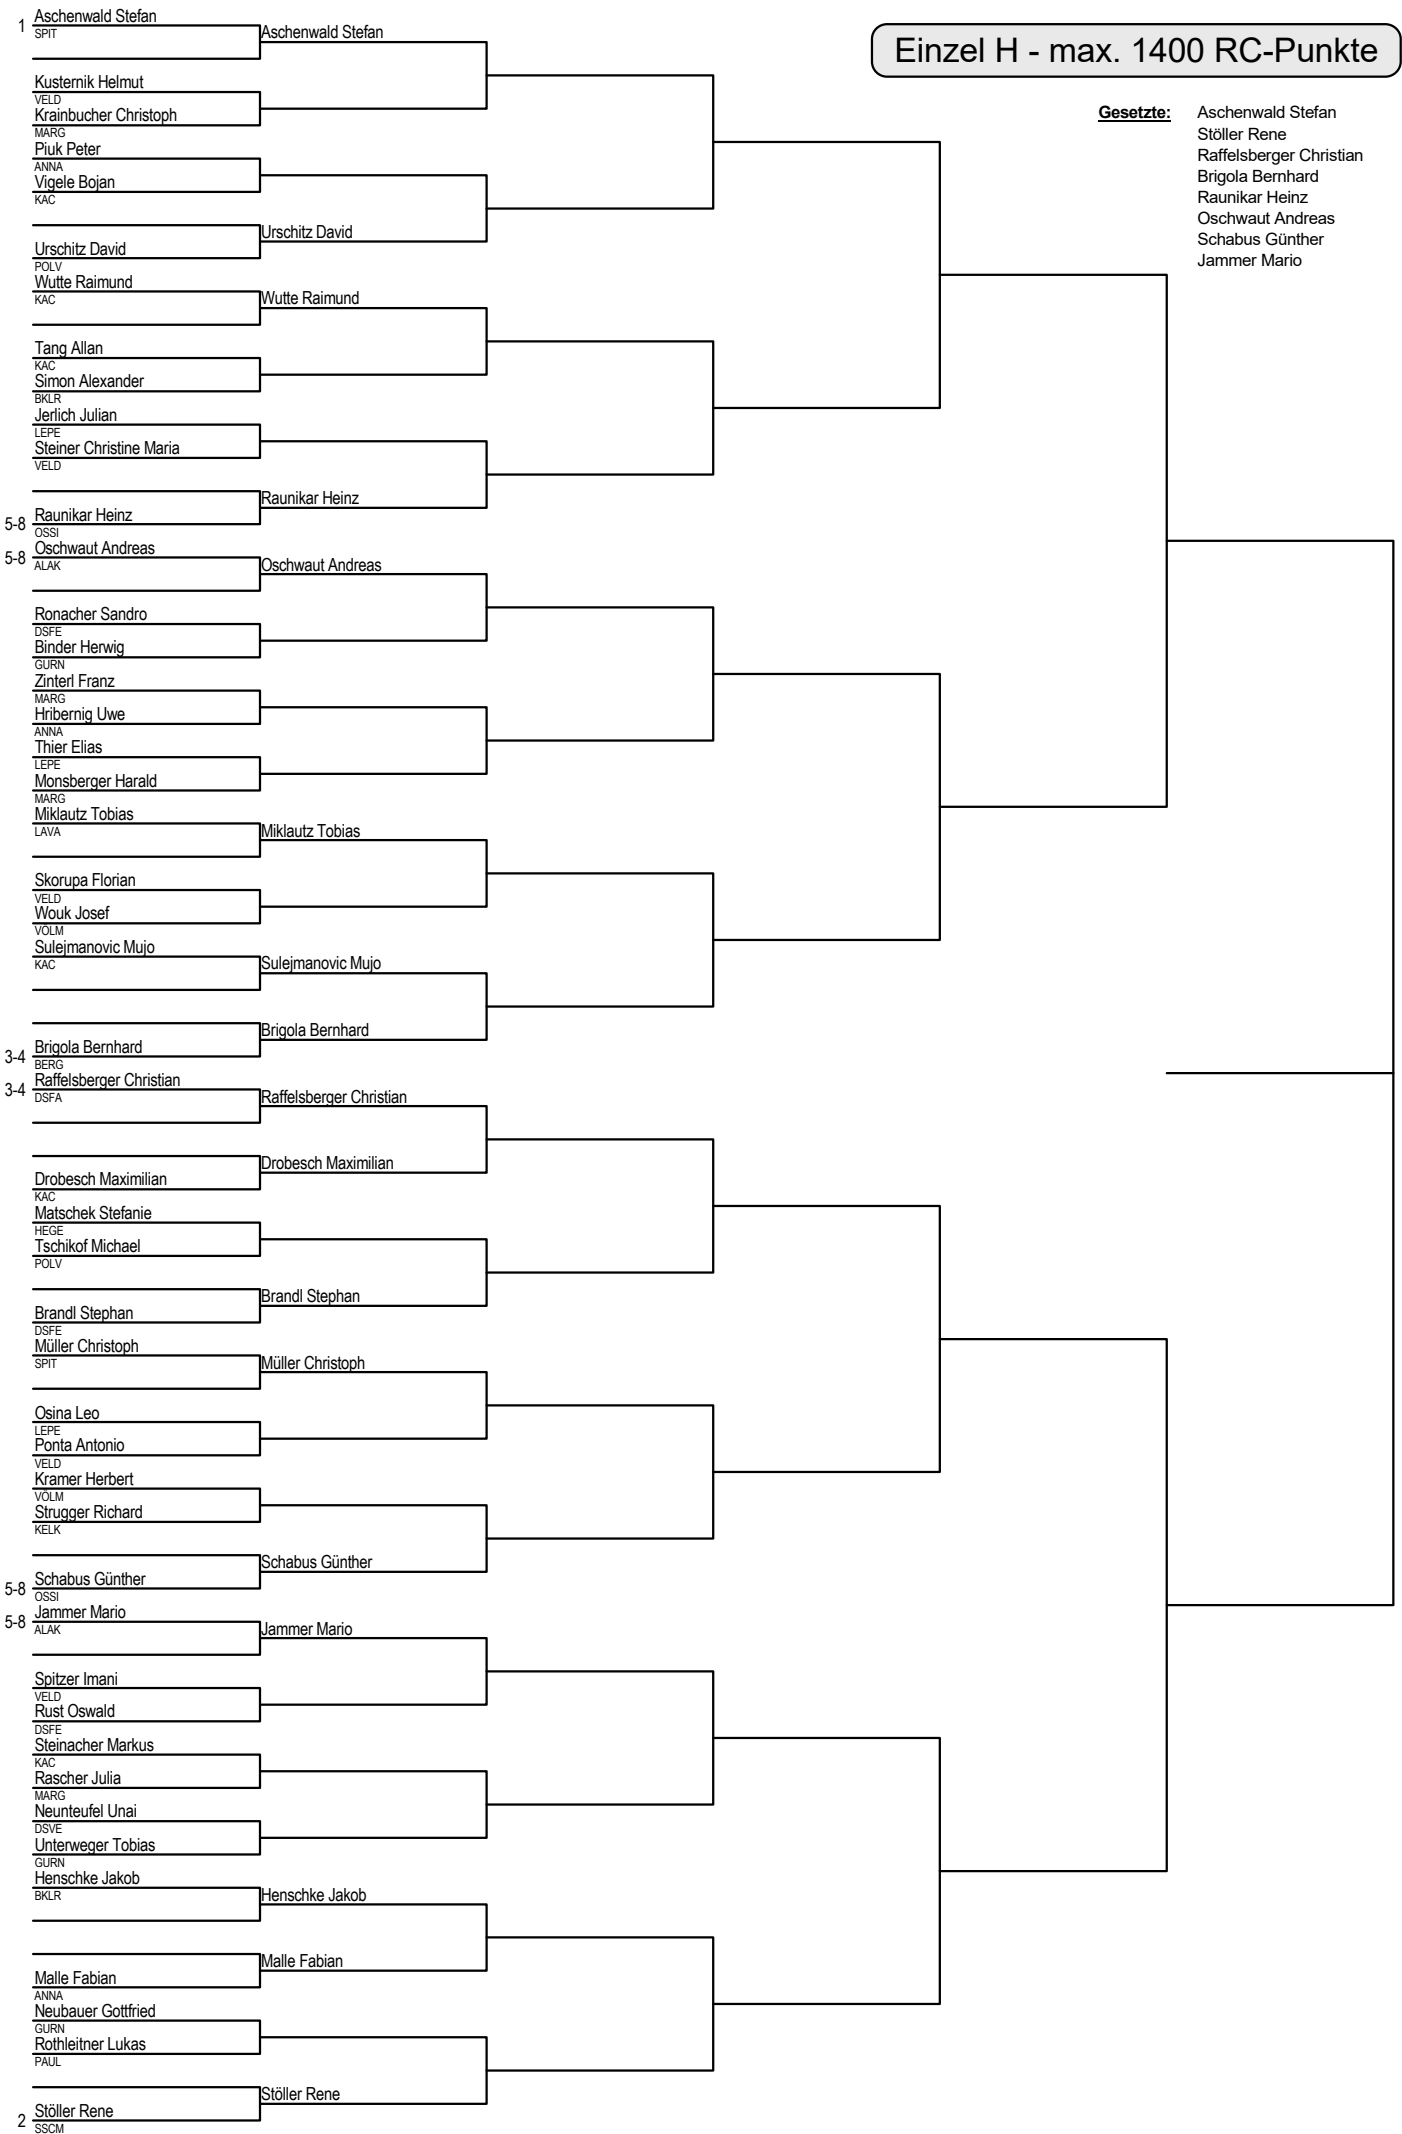 Einzel H - max. 1400 RC-Punkte
Gesetzte: Aschenwald Stefan
Stöller Rene
Raffelsberger Christian
Brigola Bernhard
Raunikar Heinz
Oschwaut Andreas
Schabus Günther
Jammer Mario
1 Aschenwald Stefan
SPIT
Aschenwald Stefan
Kusternik Helmut
VELD
Krainbucher Christoph
MARG
Piuk Peter
ANNA
Vigele Bojan
KAC
Urschitz David
Urschitz David
POLV
Wutte Raimund
KAC
Wutte Raimund
Tang Allan
KAC
Simon Alexander
BKLR
Jerlich Julian
LEPE
Steiner Christine Maria
VELD
Raunikar Heinz
5-8 Raunikar Heinz
OSSI
5-8 Oschwaut Andreas
ALAK
Oschwaut Andreas
Ronacher Sandro
DSFE
Binder Herwig
GURN
Zinterl Franz
MARG
Hribernig Uwe
ANNA
Thier Elias
LEPE
Monsberger Harald
MARG
Miklautz Tobias
LAVA
Miklautz Tobias
Skorupa Florian
VELD
Wouk Josef
VÖLM
Sulejmanovic Mujo
KAC
Sulejmanovic Mujo
Brigola Bernhard
3-4 Brigola Bernhard
BERG
3-4 Raffelsberger Christian
DSFA
Raffelsberger Christian
Drobesch Maximilian
Drobesch Maximilian
KAC
Matschek Stefanie
HEGE
Tschikof Michael
POLV
Brandl Stephan
Brandl Stephan
DSFE
Müller Christoph
SPIT
Müller Christoph
Osina Leo
LEPE
Ponta Antonio
VELD
Kramer Herbert
VÖLM
Strugger Richard
KELK
Schabus Günther
5-8 Schabus Günther
OSSI
5-8 Jammer Mario
ALAK
Jammer Mario
Spitzer Imani
VELD
Rust Oswald
DSFE
Steinacher Markus
KAC
Rascher Julia
MARG
Neunteufel Unai
DSVE
Unterweger Tobias
GURN
Henschke Jakob
BKLR
Henschke Jakob
Malle Fabian
Malle Fabian
ANNA
Neubauer Gottfried
GURN
Rothleitner Lukas
PAUL
Stöller Rene
2 Stöller Rene
SSCM